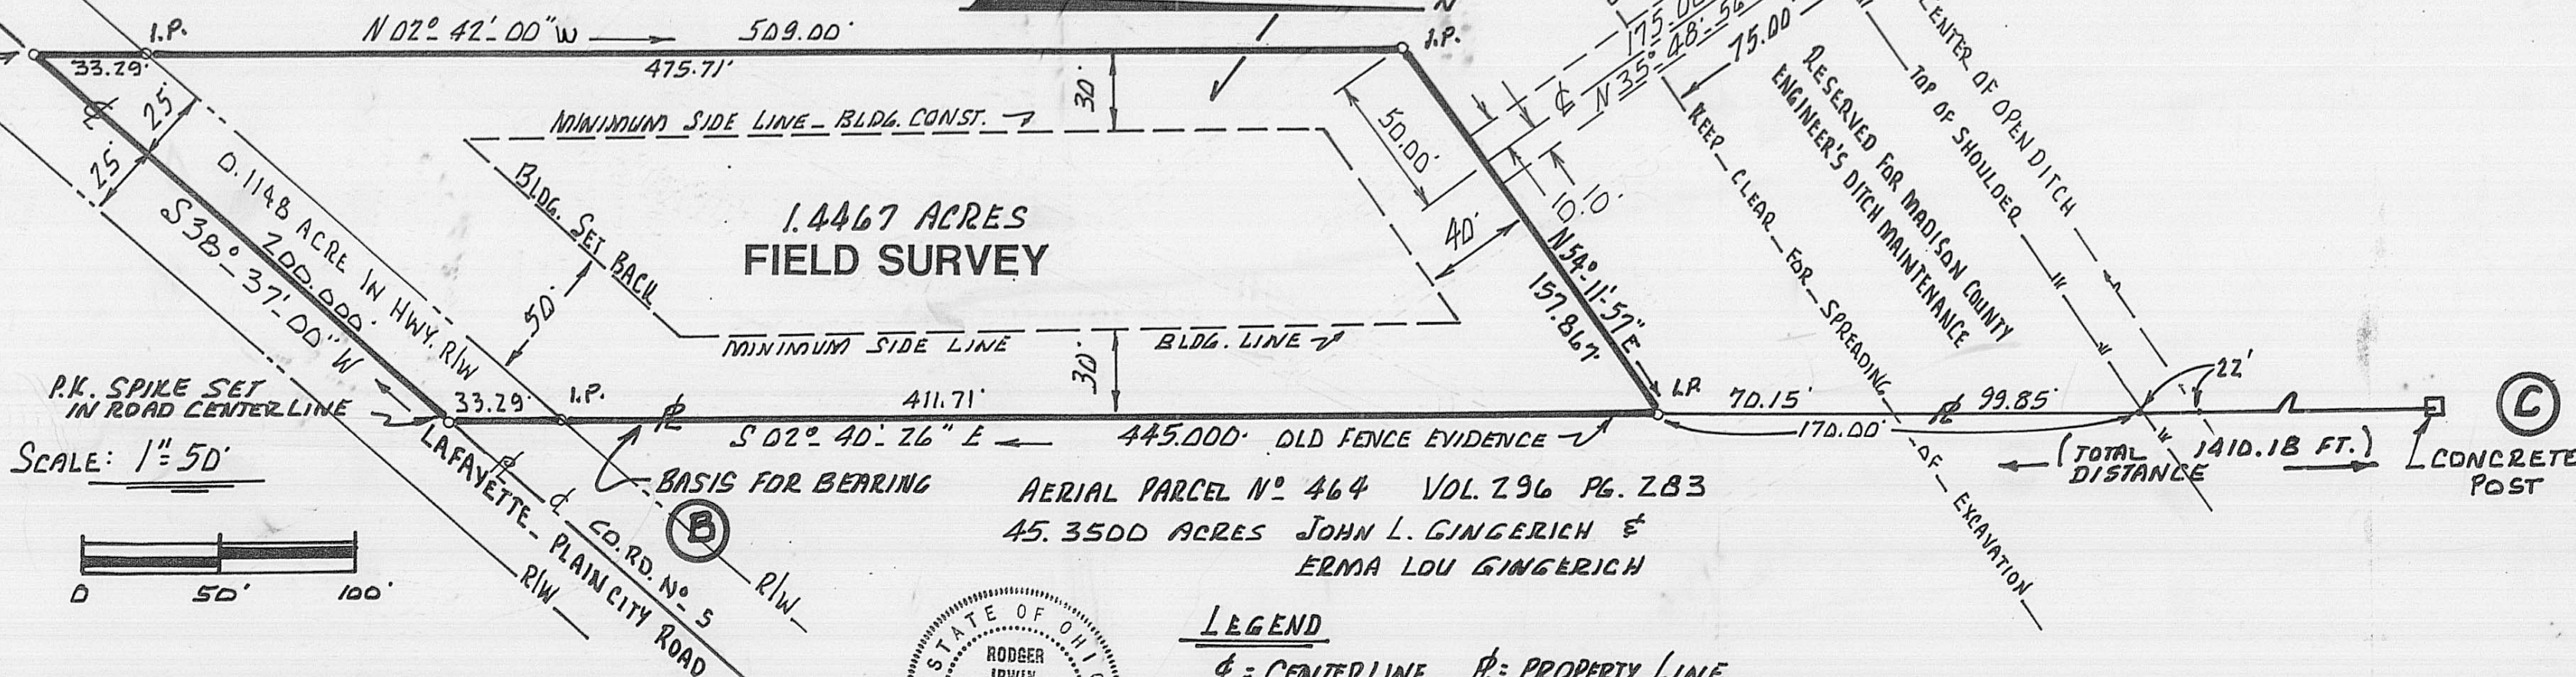 N
I.P.
N 02° 42'- 00" W
509.00'
I.P.
33.29'
475.71'
175.00
N 35°-48'-56
75.00
25'
25'
30'
MINIMUM SIDE LINE - BLDG. CONST.
50.00'
10'
10'
40'
BLDG. SET BACK
50'
0.1148 ACRE IN HWY. R/W
200.000'
S 38°-37'-00" W
1.4467 ACRES
FIELD SURVEY
N54°-11'-57" E
157.867'
RESERVED FOR MADISON COUNTY
ENGINEER'S DITCH MAINTENANCE
TOP OF SHOULDER
CENTER OF OPEN DITCH
KEEP CLEAR FOR SPREADING OF EXCAVATION
MINIMUM SIDE LINE BLDG. LINE
30'
P.K. SPIKE SET
IN ROAD CENTERLINE
33.29'
I.P.
411.71'
I.P.
70.15'
99.85'
22'
C
S 02°- 40'- 26" E
445.000'
OLD FENCE EVIDENCE
170.00'
(TOTAL DISTANCE 1410.18 FT.)
CONCRETE
POST
SCALE: 1"= 50'
BASIS FOR BEARING
B
LAFAYETTE - PLAIN CITY ROAD
CO. RD. Nº 5
R/W
R/W
0 50' 100'
AERIAL PARCEL Nº 464 VOL. 296 PG. 283
45.3500 ACRES JOHN L. GINGERICH &
ERMA LOU GINGERICH
STATE OF OHIO
RODGER
IRWIN
LEGEND
℄ = CENTERLINE ⅊ = PROPERTY LINE